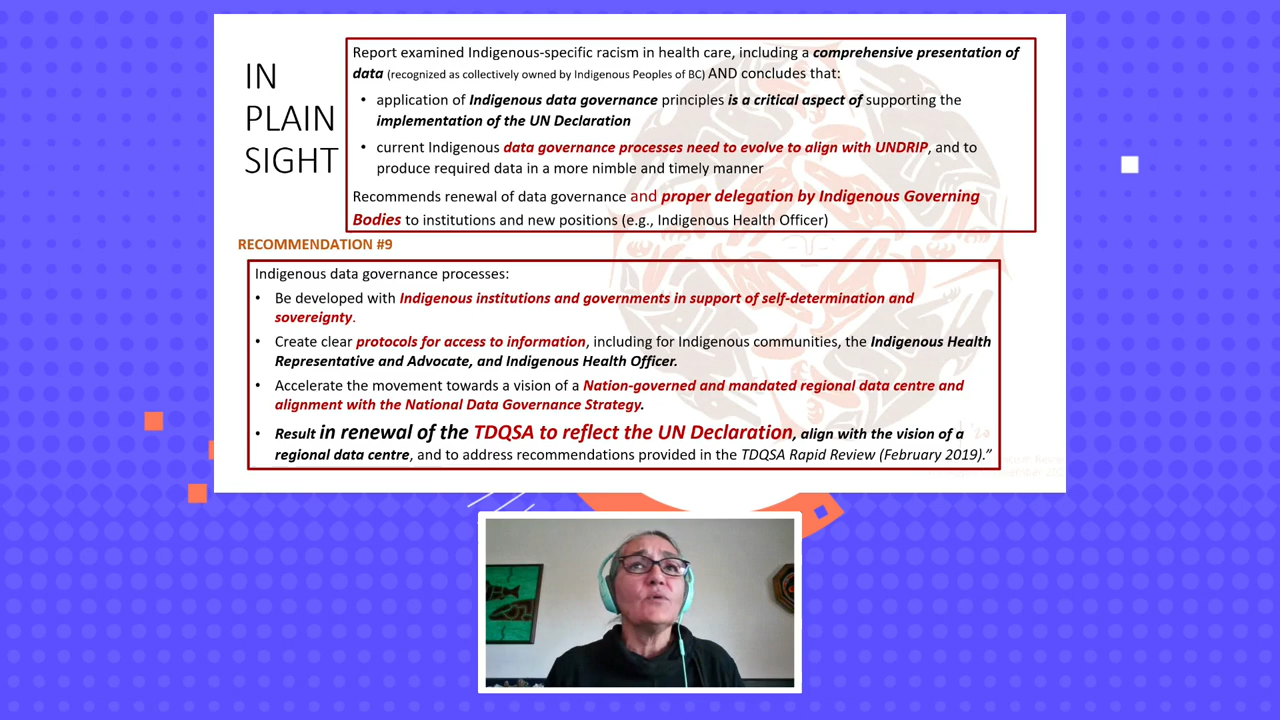 IN
PLAIN
SIGHT
Report examined Indigenous-specific racism in health care, including a comprehensive presentation of
data (recognized as collectively owned by Indigenous Peoples of BC) AND concludes that:
• application of Indigenous data governance principles is a critical aspect of supporting the
implementation of the UN Declaration
• current Indigenous data governance processes need to evolve to align with UNDRIP, and to
produce required data in a more nimble and timely manner
Recommends renewal of data governance and proper delegation by Indigenous Governing
Bodies to institutions and new positions (e.g., Indigenous Health Officer)
RECOMMENDATION #9
Indigenous data governance processes:
• Be developed with Indigenous institutions and governments in support of self-determination and
sovereignty.
• Create clear protocols for access to information, including for Indigenous communities, the Indigenous Health
Representative and Advocate, and Indigenous Health Officer.
• Accelerate the movement towards a vision of a Nation-governed and mandated regional data centre and
alignment with the National Data Governance Strategy.
• Result in renewal of the TDQSA to reflect the UN Declaration, align with the vision of a
regional data centre, and to address recommendations provided in the TDQSA Rapid Review (February 2019).”